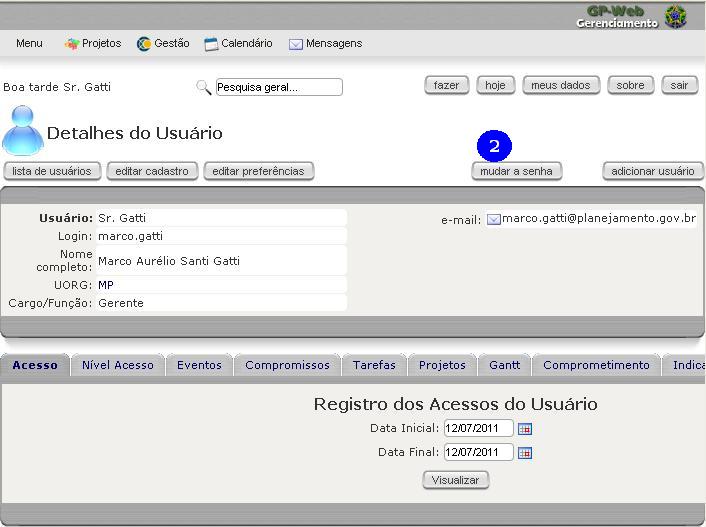 GP-Web
Gerenciamento
Menu Projetos Gestão Calendário Mensagens
Boa tarde Sr. Gatti Pesquisa geral... fazer hoje meus dados sobre sair
Detalhes do Usuário
2
lista de usuários editar cadastro editar preferências mudar a senha adicionar usuário
Usuário: Sr. Gatti e-mail: marco.gatti@planejamento.gov.br
Login: marco.gatti
Nome completo: Marco Aurélio Santi Gatti
UORG: MP
Cargo/Função: Gerente
Acesso Nível Acesso Eventos Compromissos Tarefas Projetos Gantt Comprometimento Indica
Registro dos Acessos do Usuário
Data Inicial: 12/07/2011
Data Final: 12/07/2011
Visualizar